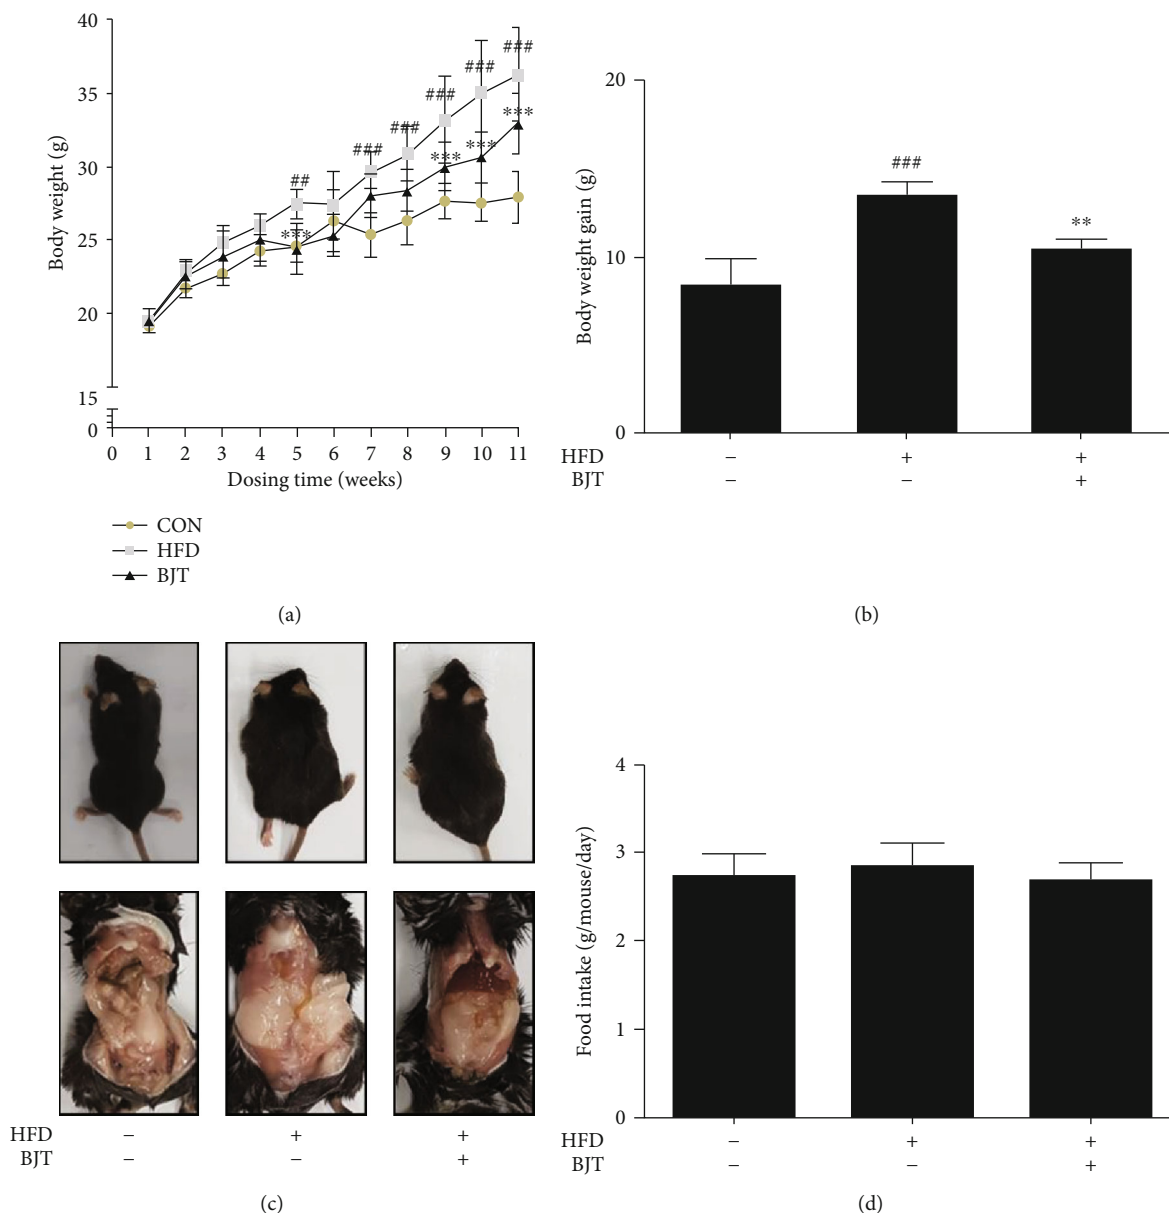 40
35
30
25
20
15
0
Body weight (g)
##
###
###
###
###
###
***
***
***
***
0 1 2 3 4 5 6 7 8 9 10 11
Dosing time (weeks)
CON
HFD
BJT
(a)
20
10
0
Body weight gain (g)
###
**
HFD − + +
BJT − − +
(b)
HFD − + +
BJT − − +
(c)
4
3
2
1
0
Food intake (g/mouse/day)
HFD − + +
BJT − − +
(d)